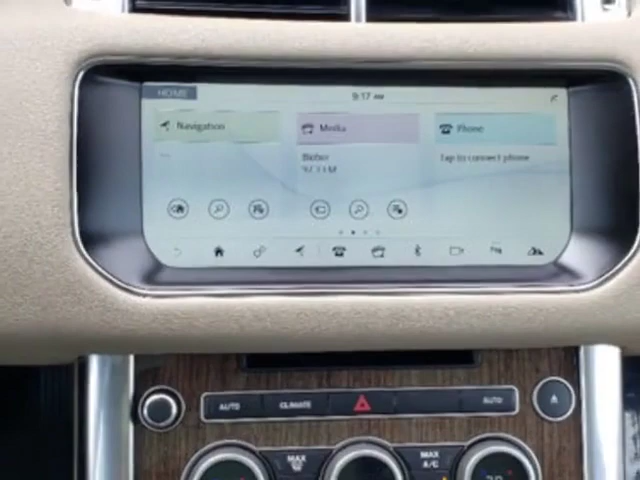 HOME
9:17 AM
Navigation
Media
Phone
Tap to connect phone
AUTO
CLIMATE
AUTO
MAX
MAX
A/C